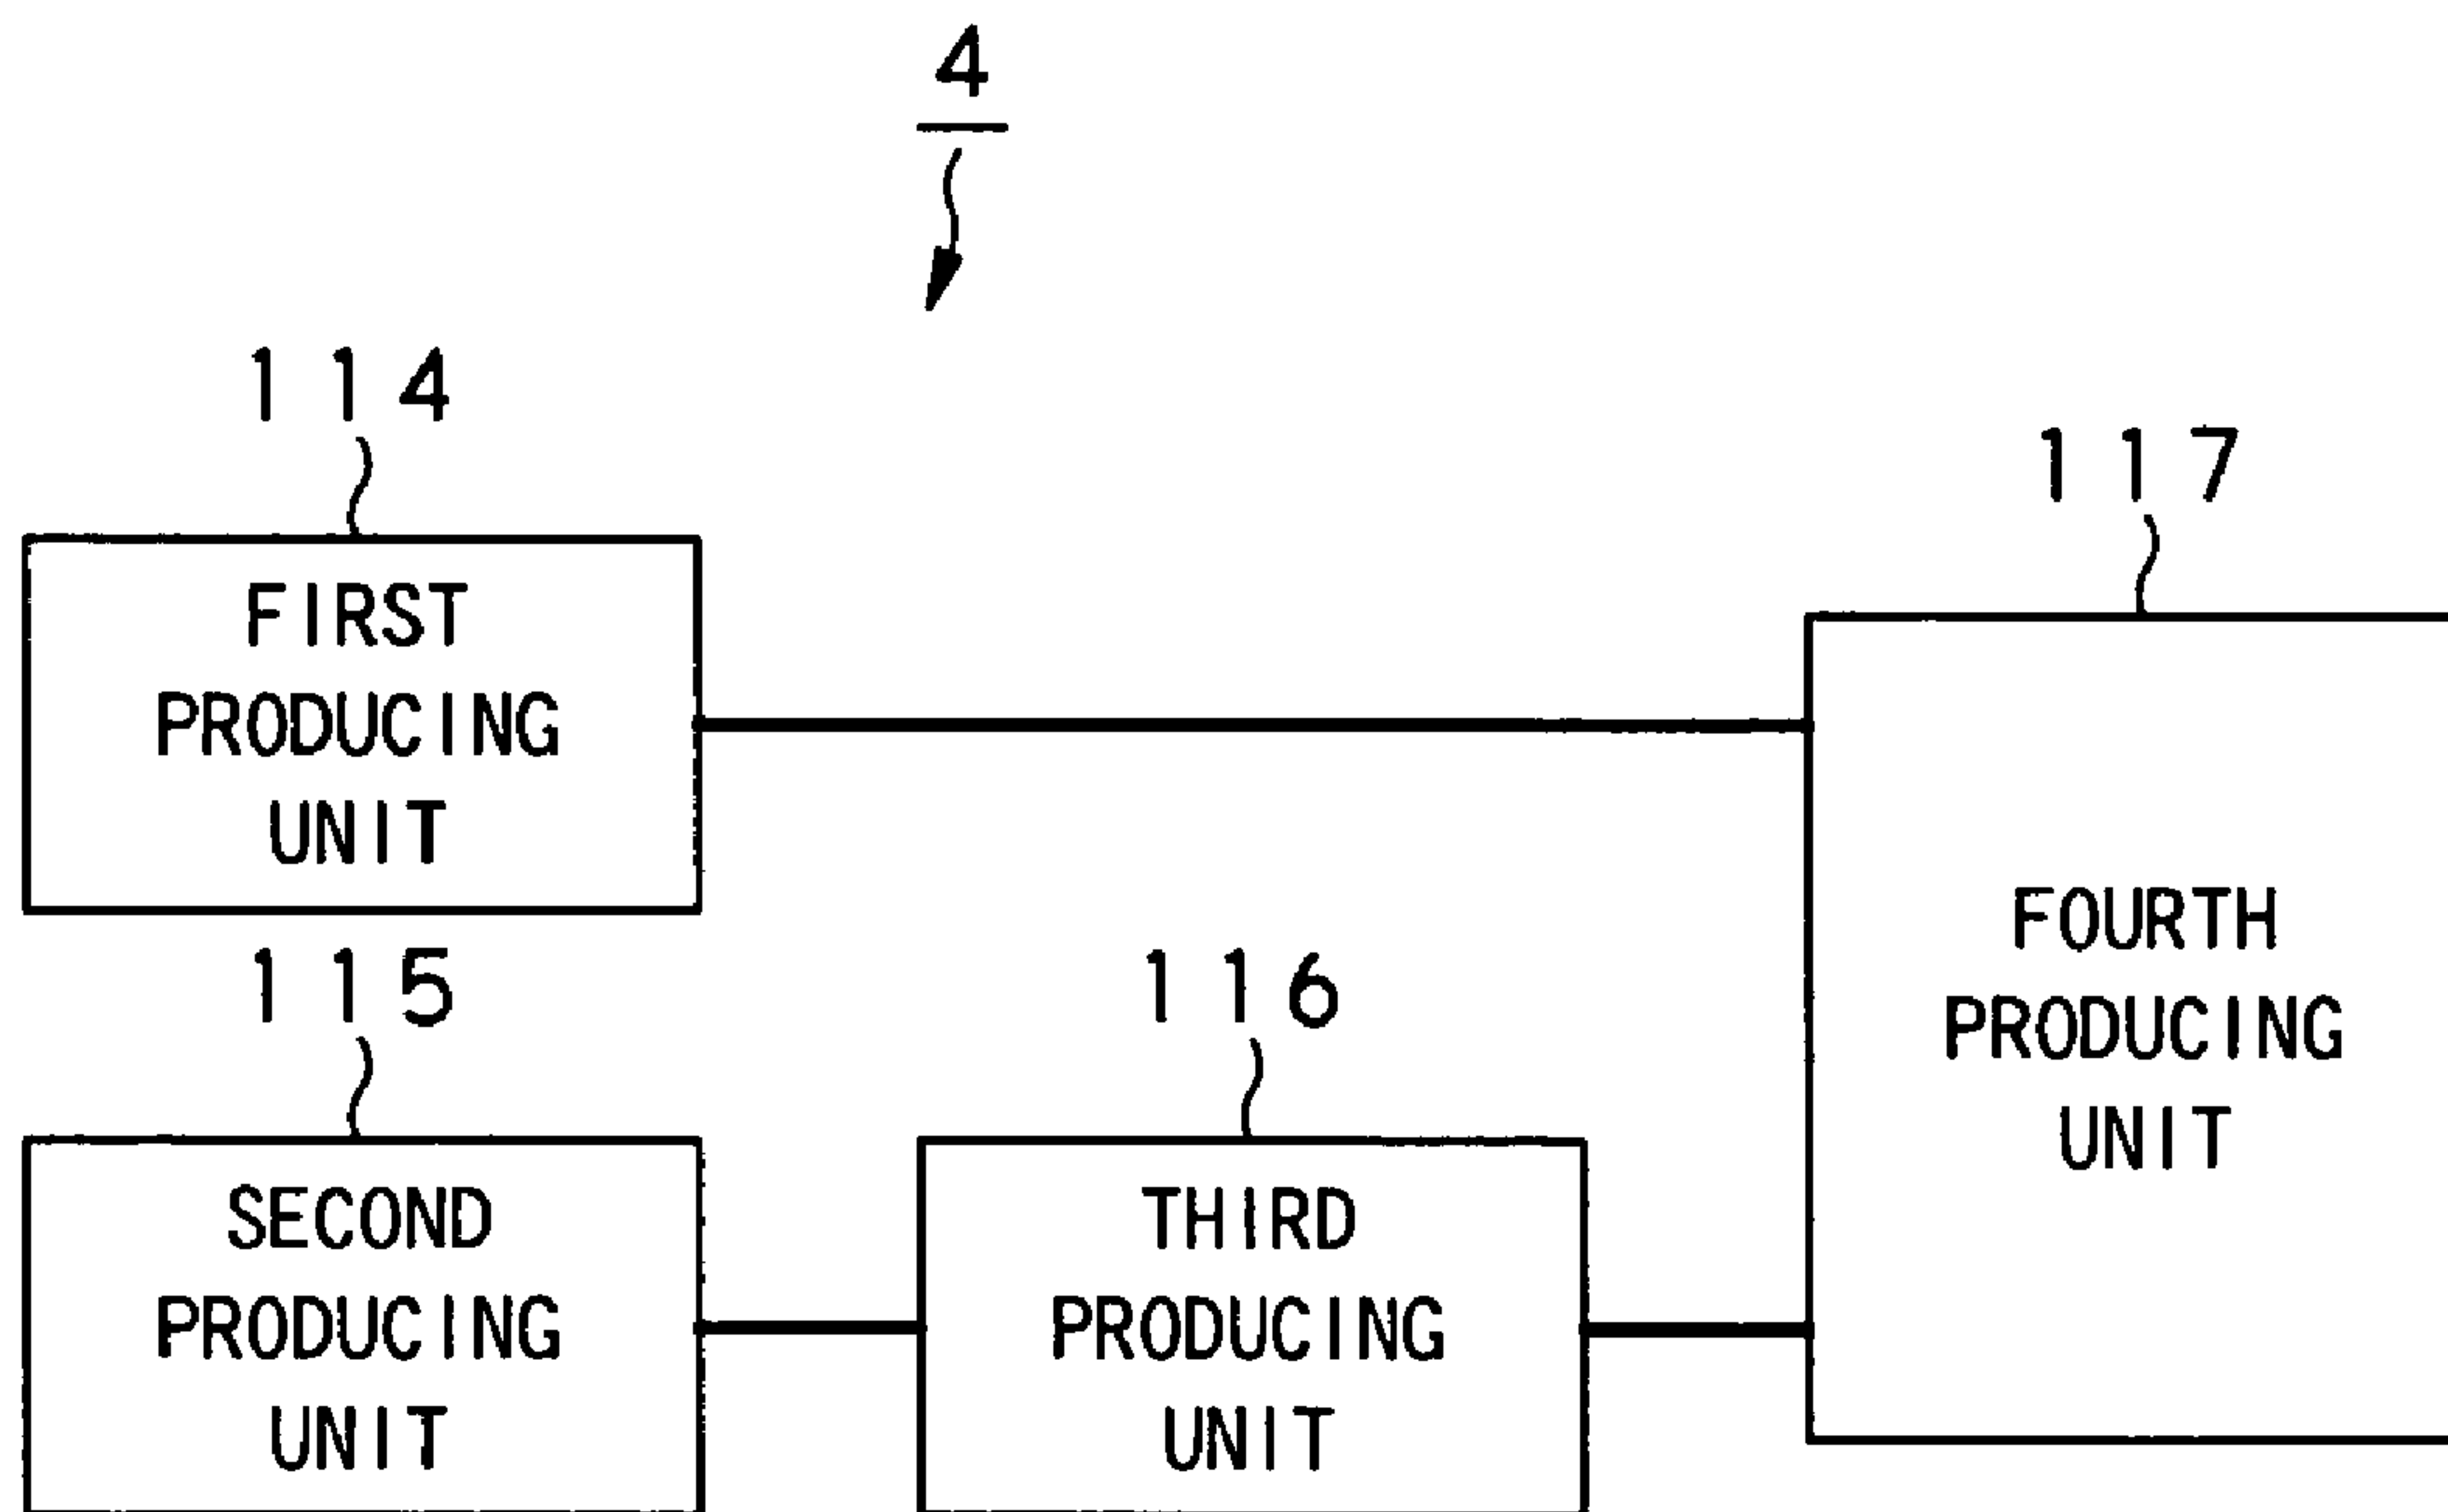 4
114
FIRST
PRODUCING
UNIT
117
FOURTH
PRODUCING
UNIT
115
SECOND
PRODUCING
UNIT
116
THIRD
PRODUCING
UNIT